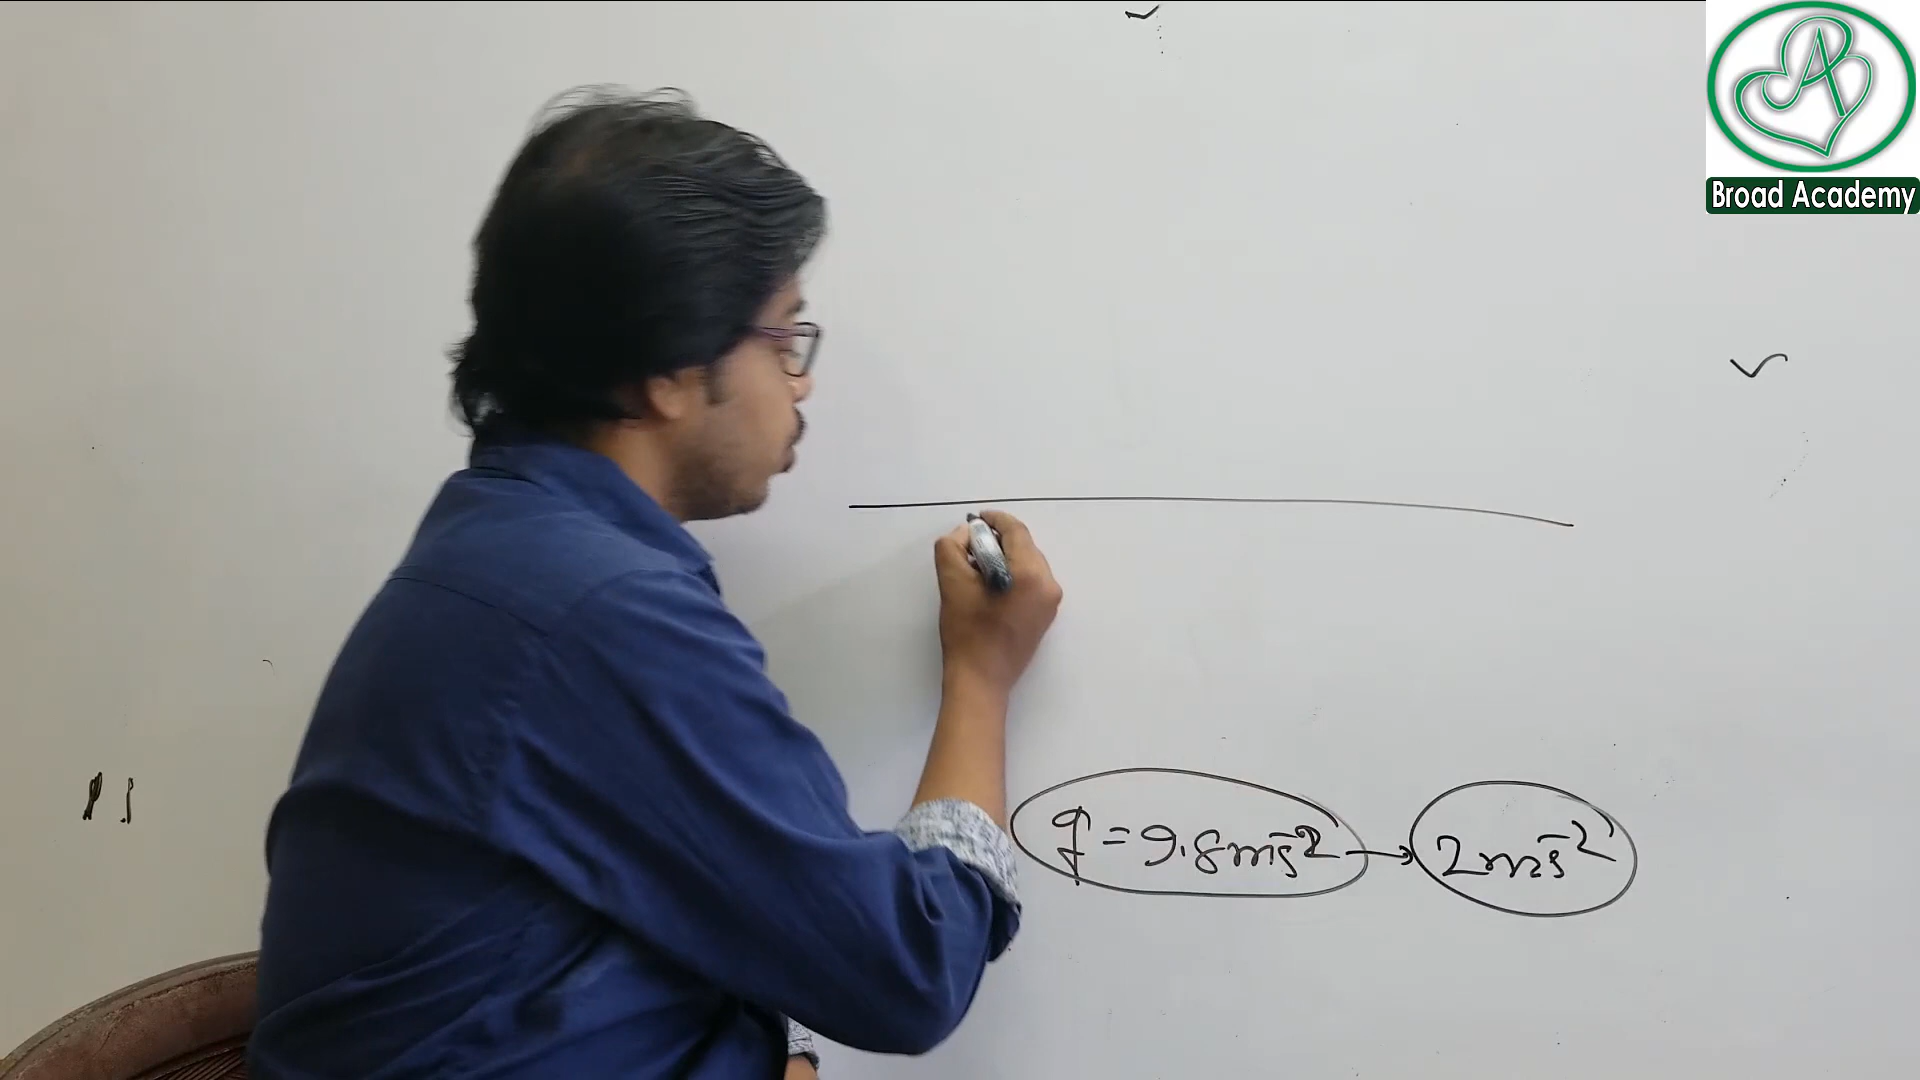 Broad Academy
g = 9.8ms⁻² → 2ms⁻²